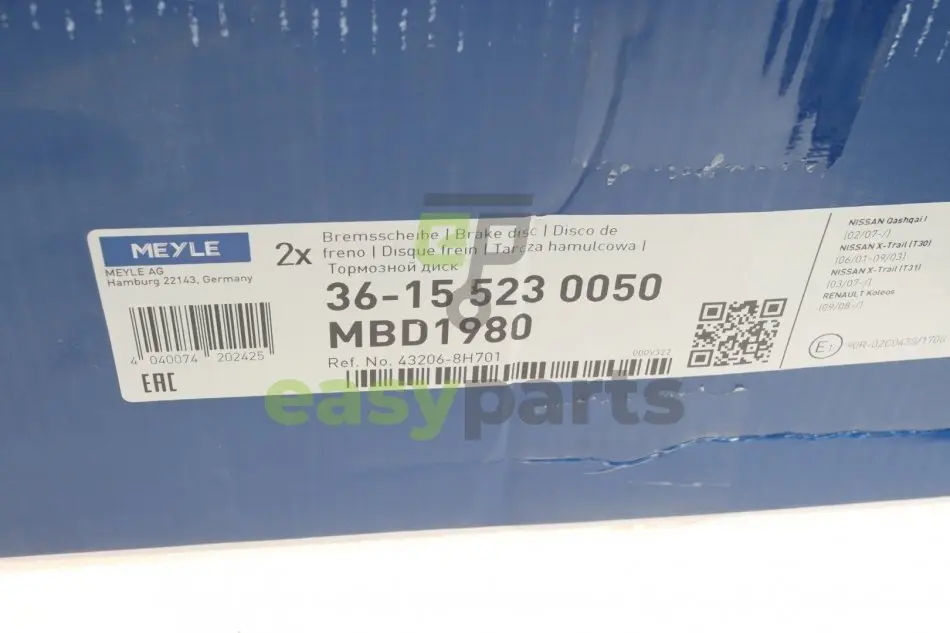 MEYLE
MEYLE AG
Hamburg 22143, Germany
4 040074 202425
EAC
2x
Bremsscheibe | Brake disc | Disco de
freno | Disque frein | Tarcza hamulcowa |
Тормозной диск
36-15 523 0050
MBD1980
Ref. No. 43206-8H701
000V322
NISSAN Qashqai I
(02/07-/)
NISSAN X-Trail (T30)
(06/01-09/03)
NISSAN X-Trail (T31)
(03/07-/)
RENAULT Koleos
(09/08-/)
E1
easyparts